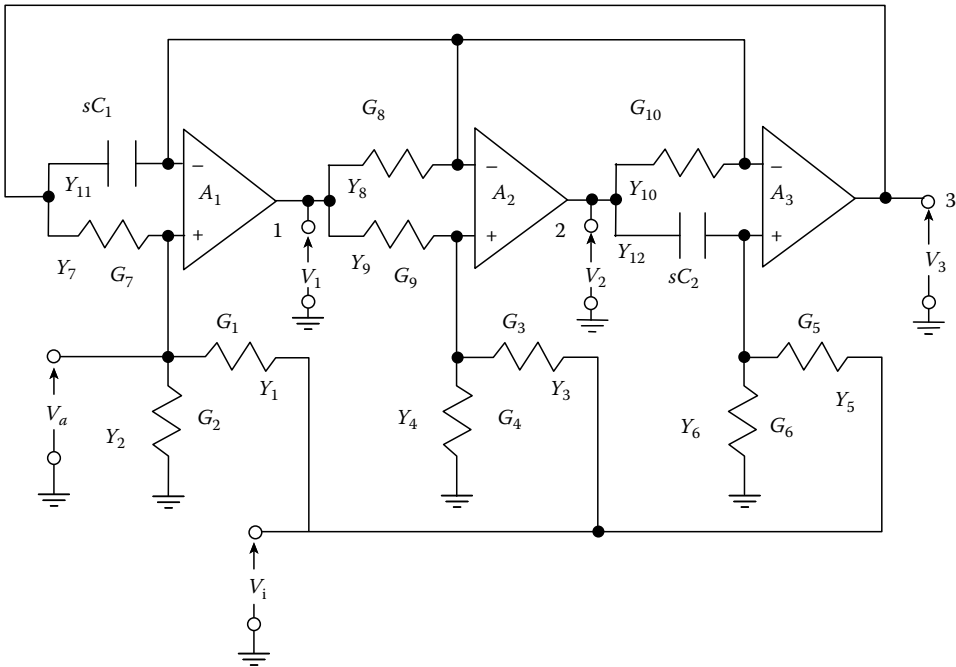 sC₁
G₈
G₁₀
Y₁₁
−
A₁
+
Y₈
−
A₂
+
Y₁₀
−
A₃
+
1
2
3
Y₇
G₇
V₁
Y₉
G₉
V₂
Y₁₂
sC₂
V₃
G₁
G₃
G₅
Vₐ
Y₁
Y₃
Y₅
Y₂
G₂
Y₄
G₄
Y₆
G₆
Vᵢ